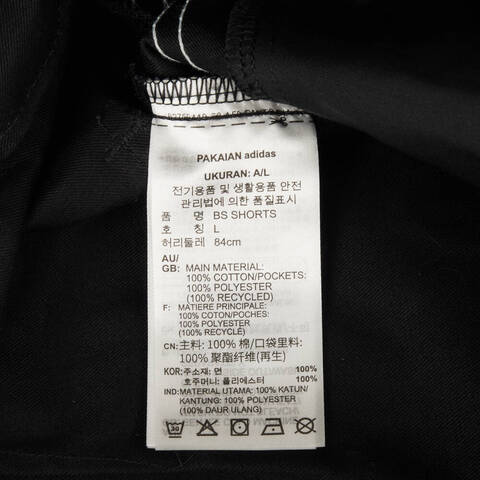 PAKAIAN adidas
UKURAN: A/L
전기용품 및 생활용품 안전
관리법에 의한 품질표시
품 명 BS SHORTS
호 칭 L
허리둘레 84cm
AU/
GB: MAIN MATERIAL:
100% COTTON/POCKETS:
100% POLYESTER
(100% RECYCLED)
F: MATIERE PRINCIPALE:
100% COTON/POCHES:
100% POLYESTER
(100% RECYCLÉ)
CN: 主料: 100% 棉/口袋里料:
100% 聚酯纤维(再生)
KOR: 주소재: 면 100%
호주머니: 폴리에스터 100%
IND: MATERIAL UTAMA: 100% KATUN/
KANTUNG: 100% POLYESTER
(100% DAUR ULANG)
30